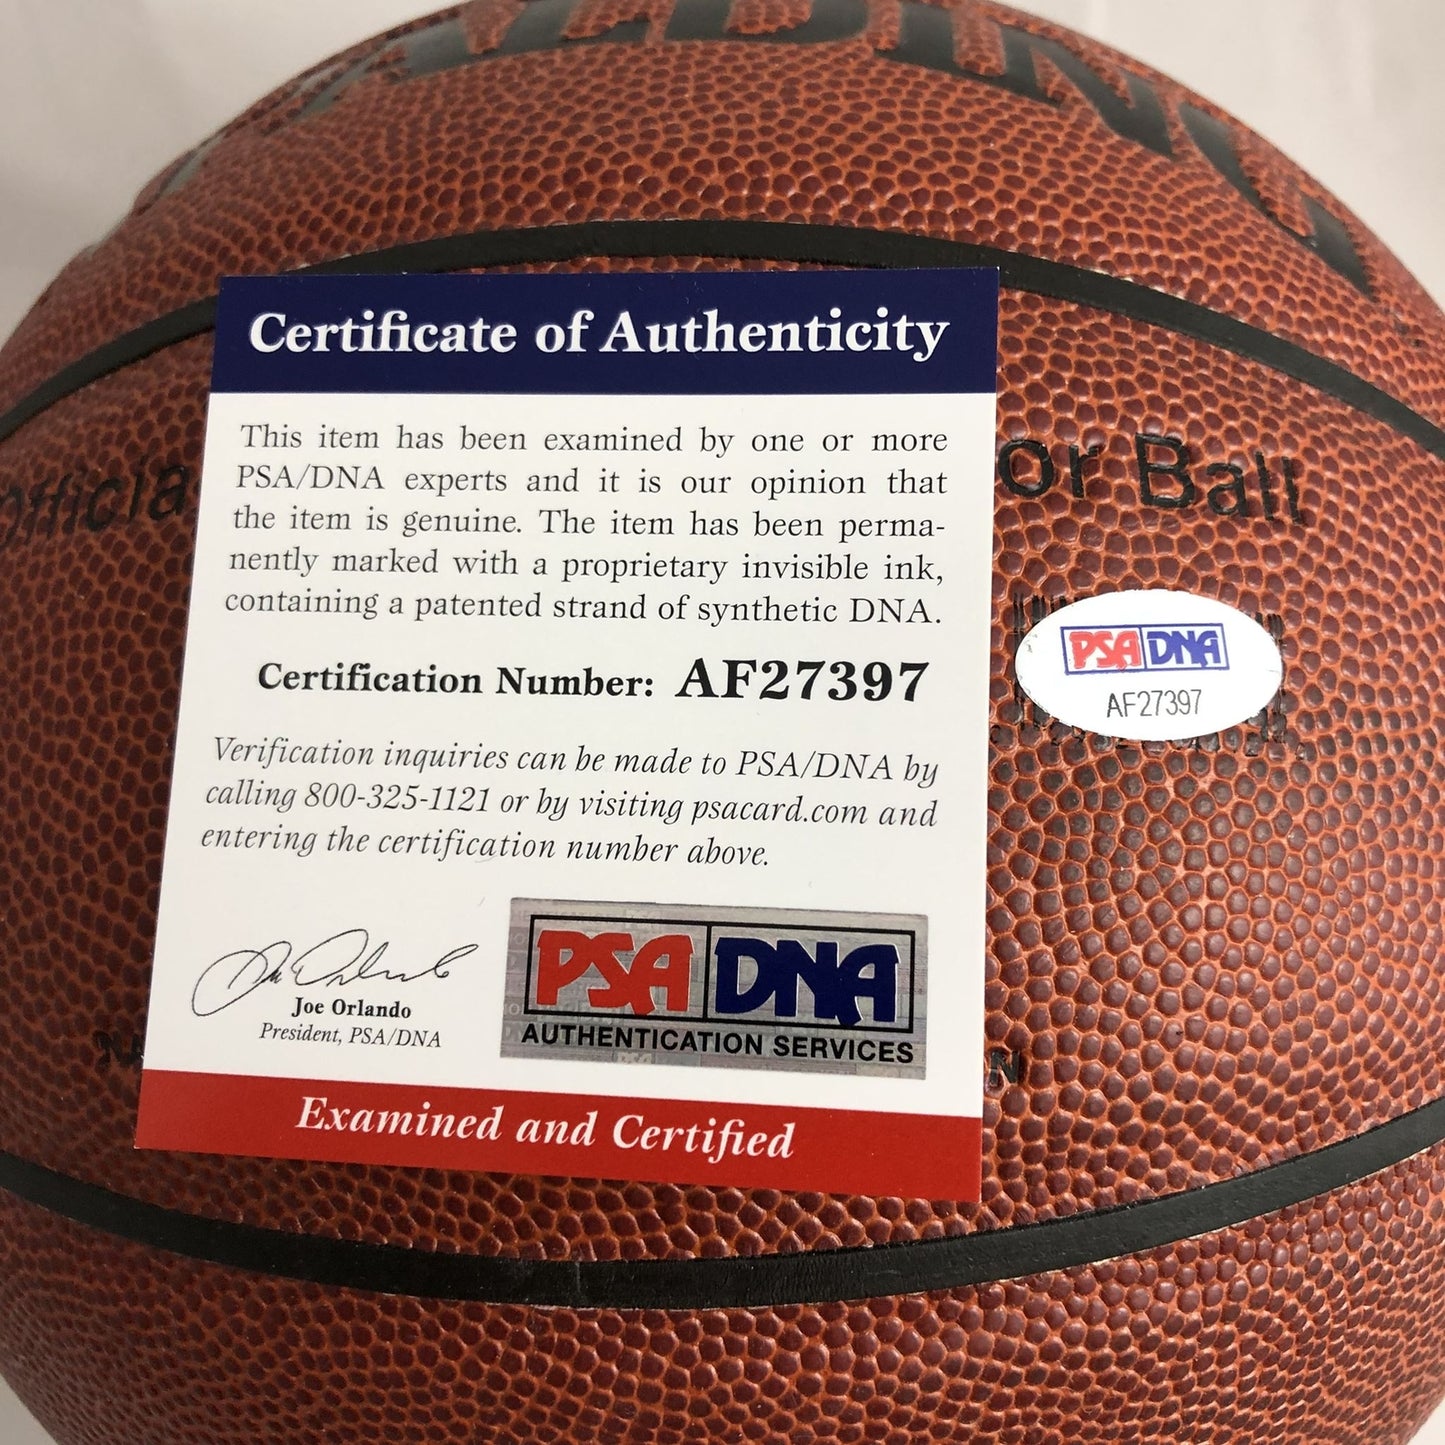 Certificate of Authenticity
This item has been examined by one or more
PSA/DNA experts and it is our opinion that
the item is genuine. The item has been perma-
nently marked with a proprietary invisible ink,
containing a patented strand of synthetic DNA.
Certification Number: AF27397
Verification inquiries can be made to PSA/DNA by
calling 800-325-1121 or by visiting psacard.com and
entering the certification number above.
Joe Orlando
President, PSA/DNA
PSA DNA
AUTHENTICATION SERVICES
Examined and Certified
or Ball
PSA DNA
AF27397